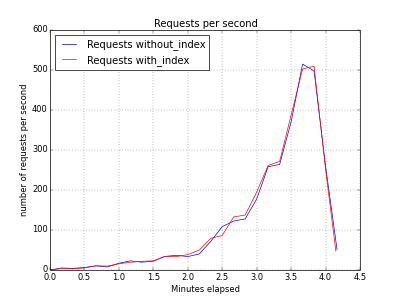 Requests per second
600
500
400
300
200
100
0
number of requests per second
Requests without_index
Requests with_index
0.0 0.5 1.0 1.5 2.0 2.5 3.0 3.5 4.0 4.5
Minutes elapsed